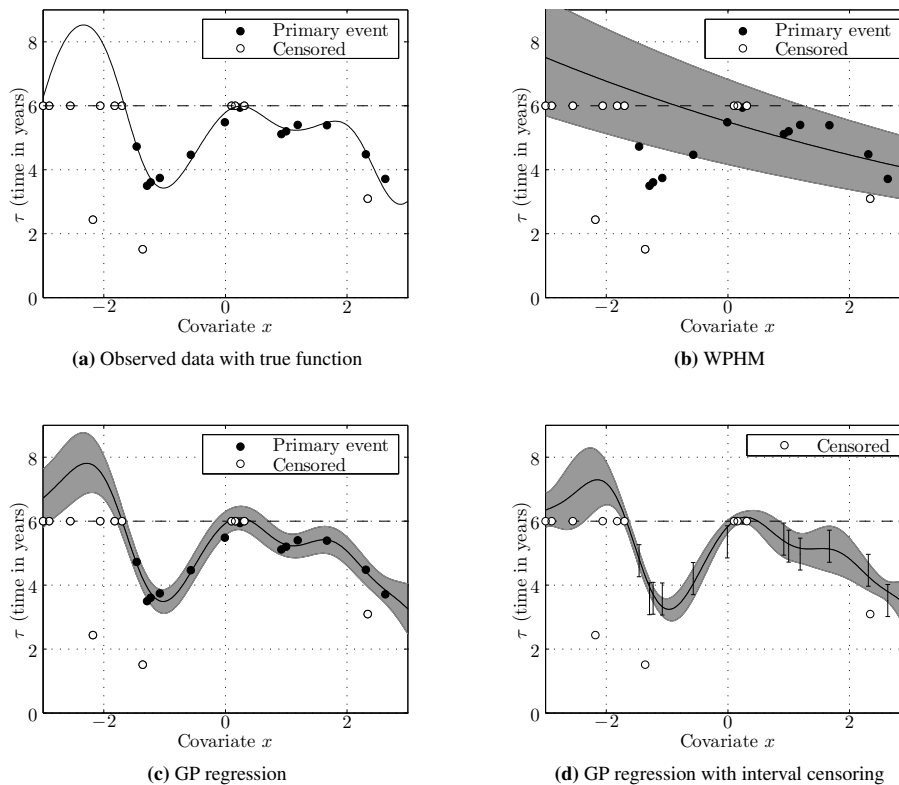 8
6
4
2
0
τ (time in years)
Primary event
Censored
−2
0
2
Covariate x
(a) Observed data with true function
8
6
4
2
0
τ (time in years)
Primary event
Censored
−2
0
2
Covariate x
(b) WPHM
8
6
4
2
0
τ (time in years)
Primary event
Censored
−2
0
2
Covariate x
(c) GP regression
8
6
4
2
0
τ (time in years)
Censored
−2
0
2
Covariate x
(d) GP regression with interval censoring